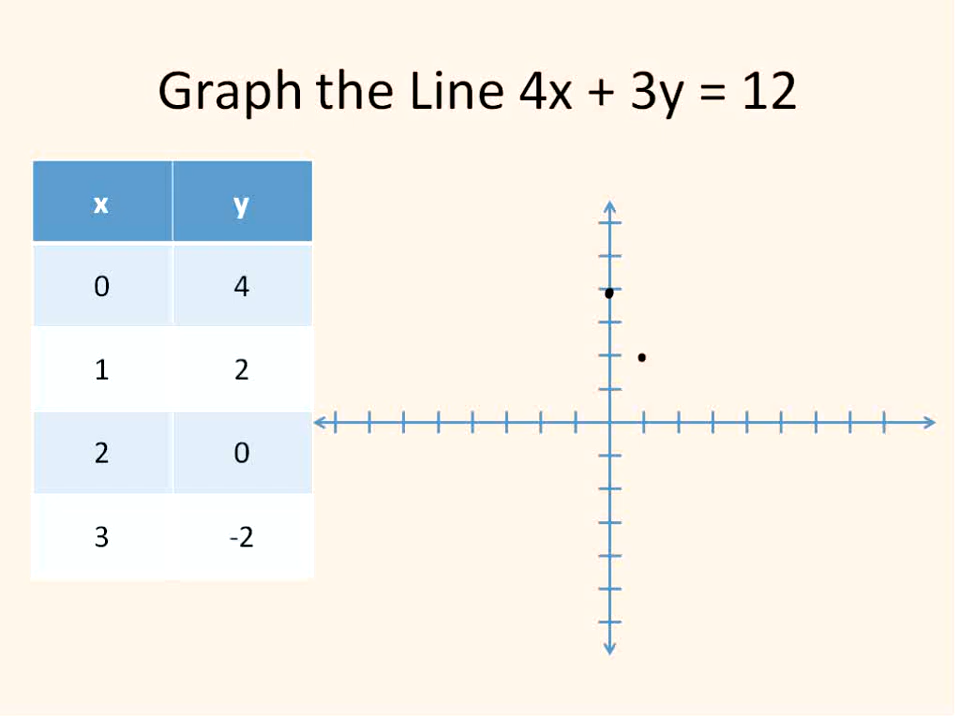 Graph the Line 4x + 3y = 12
x y
0 4
1 2
2 0
3 -2